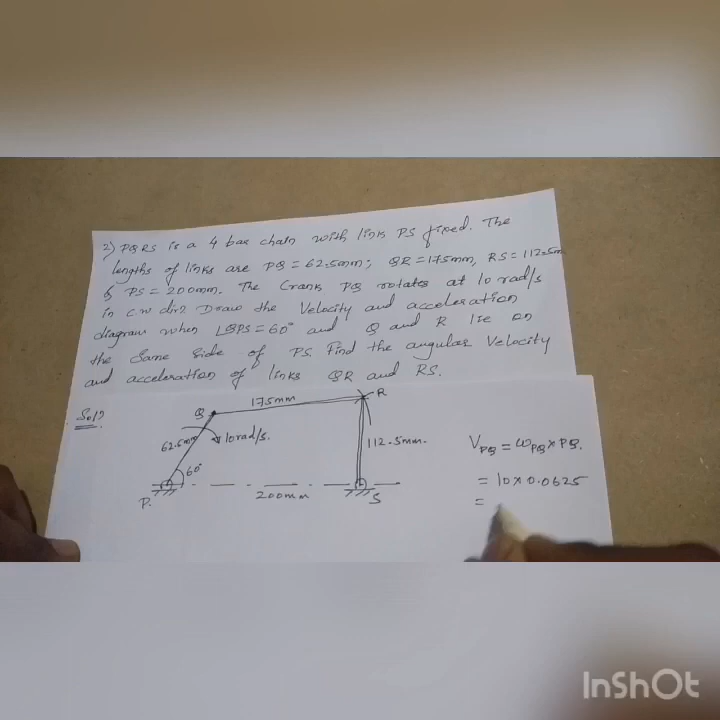 2) PQRS is a 4 bar chain with link PS fixed. The
lengths of links are PQ = 62.5mm; QR = 175mm, RS = 112.5m
& PS = 200mm. The Crank PQ rotates at 10 rad/s
in c.w dirn. Draw the Velocity and acceleration
diagram when ∠QPS = 60° and Q and R lie on
the Same Side of PS. Find the angular Velocity
and acceleration of links QR and RS.
Sol?
Q
175mm
R
62.5mm
10rad/s.
112.5mm.
60°
P.
200mm
S
VPQ = ωPQ × PQ.
= 10 × 0.0625
=
InShOt